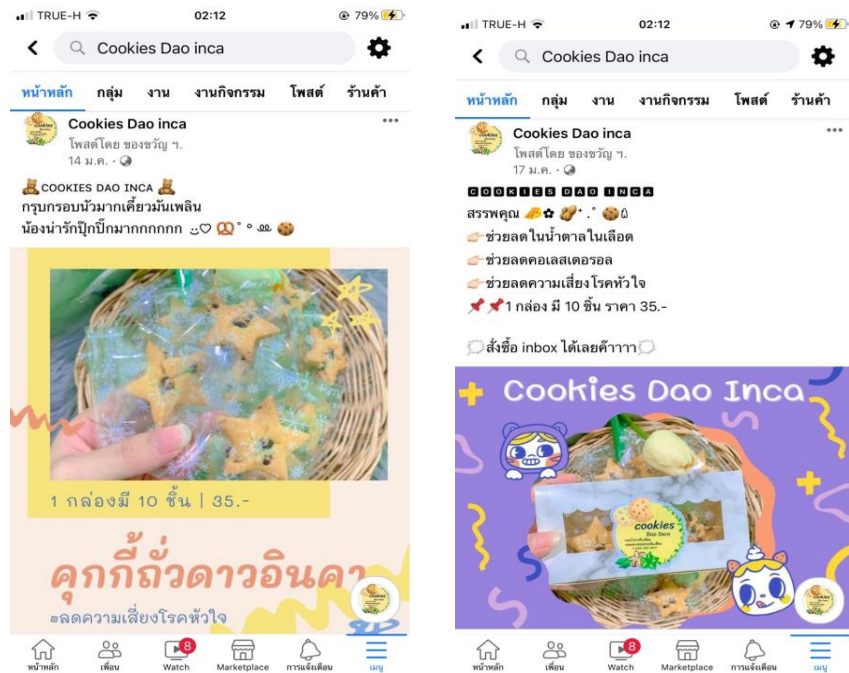 TRUE-H
02:12
79%
Cookies Dao inca
หน้าหลัก กลุ่ม งาน งานกิจกรรม โพสต์ ร้านค้า
Cookies Dao inca
โพสต์โดย ของขวัญ ฯ.
14 ม.ค. ·
🧸COOKIES DAO INCA🧸
กรุบกรอบนัวมากเคี้ยวมันเพลิน
น้องน่ารักปุ๊กปิ๊กมากกกกกก
1 กล่องมี 10 ชิ้น | 35.-
คุกกี้ถั่วดาวอินคา
#ลดความเสี่ยงโรคหัวใจ
8
หน้าหลัก เพื่อน Watch Marketplace การแจ้งเตือน เมนู
TRUE-H
02:12
79%
Cookies Dao inca
หน้าหลัก กลุ่ม งาน งานกิจกรรม โพสต์ ร้านค้า
Cookies Dao inca
โพสต์โดย ของขวัญ ฯ.
17 ม.ค. ·
COOKIES DAO INCA
สรรพคุณ
👉🏻ช่วยลดในน้ำตาลในเลือด
👉🏻ช่วยลดคอเลสเตอรอล
👉🏻ช่วยลดความเสี่ยงโรคหัวใจ
📌📌1 กล่อง มี 10 ชิ้น ราคา 35.-
สั่งซื้อ inbox ได้เลยค๊าาาา
Cookies Dao Inca
cookies
Dao Inca
8
หน้าหลัก เพื่อน Watch Marketplace การแจ้งเตือน เมนู